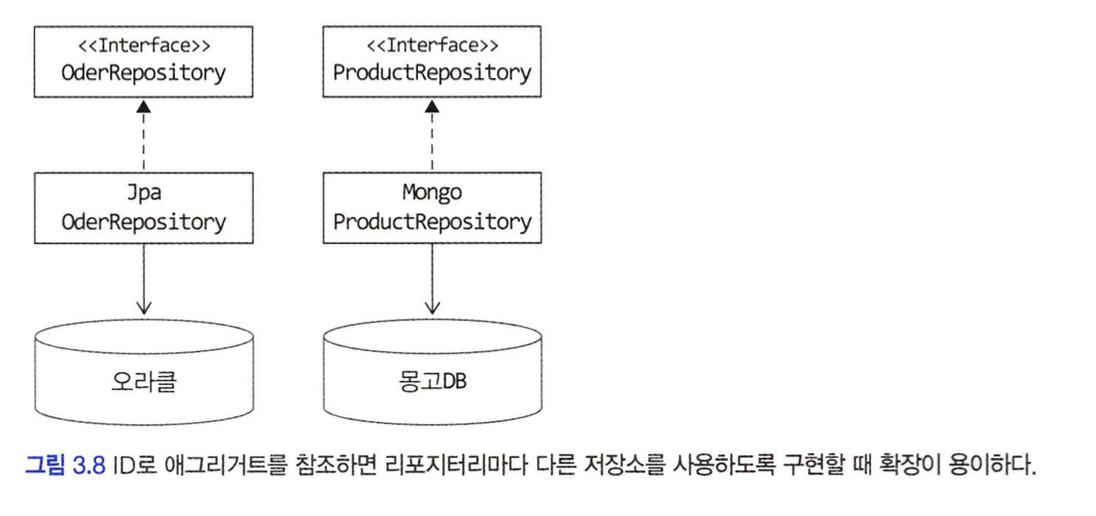 <<Interface>>
OderRepository
<<Interface>>
ProductRepository
Jpa
OderRepository
Mongo
ProductRepository
오라클
몽고DB
그림 3.8 ID로 애그리거트를 참조하면 리포지터리마다 다른 저장소를 사용하도록 구현할 때 확장이 용이하다.